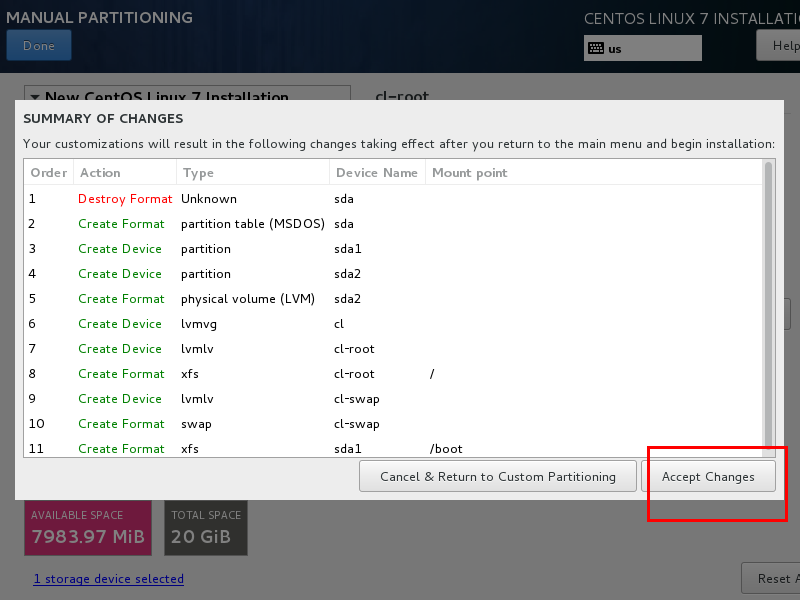 MANUAL PARTITIONING
CENTOS LINUX 7 INSTALLATI
Done
us
Help
New CentOS Linux 7 Installation
cl-root
SUMMARY OF CHANGES
Your customizations will result in the following changes taking effect after you return to the main menu and begin installation:
Order Action Type Device Name Mount point
1 Destroy Format Unknown sda
2 Create Format partition table (MSDOS) sda
3 Create Device partition sda1
4 Create Device partition sda2
5 Create Format physical volume (LVM) sda2
6 Create Device lvmvg cl
7 Create Device lvmlv cl-root
8 Create Format xfs cl-root /
9 Create Device lvmlv cl-swap
10 Create Format swap cl-swap
11 Create Format xfs sda1 /boot
Cancel & Return to Custom Partitioning
Accept Changes
AVAILABLE SPACE
7983.97 MiB
TOTAL SPACE
20 GiB
1 storage device selected
Reset A